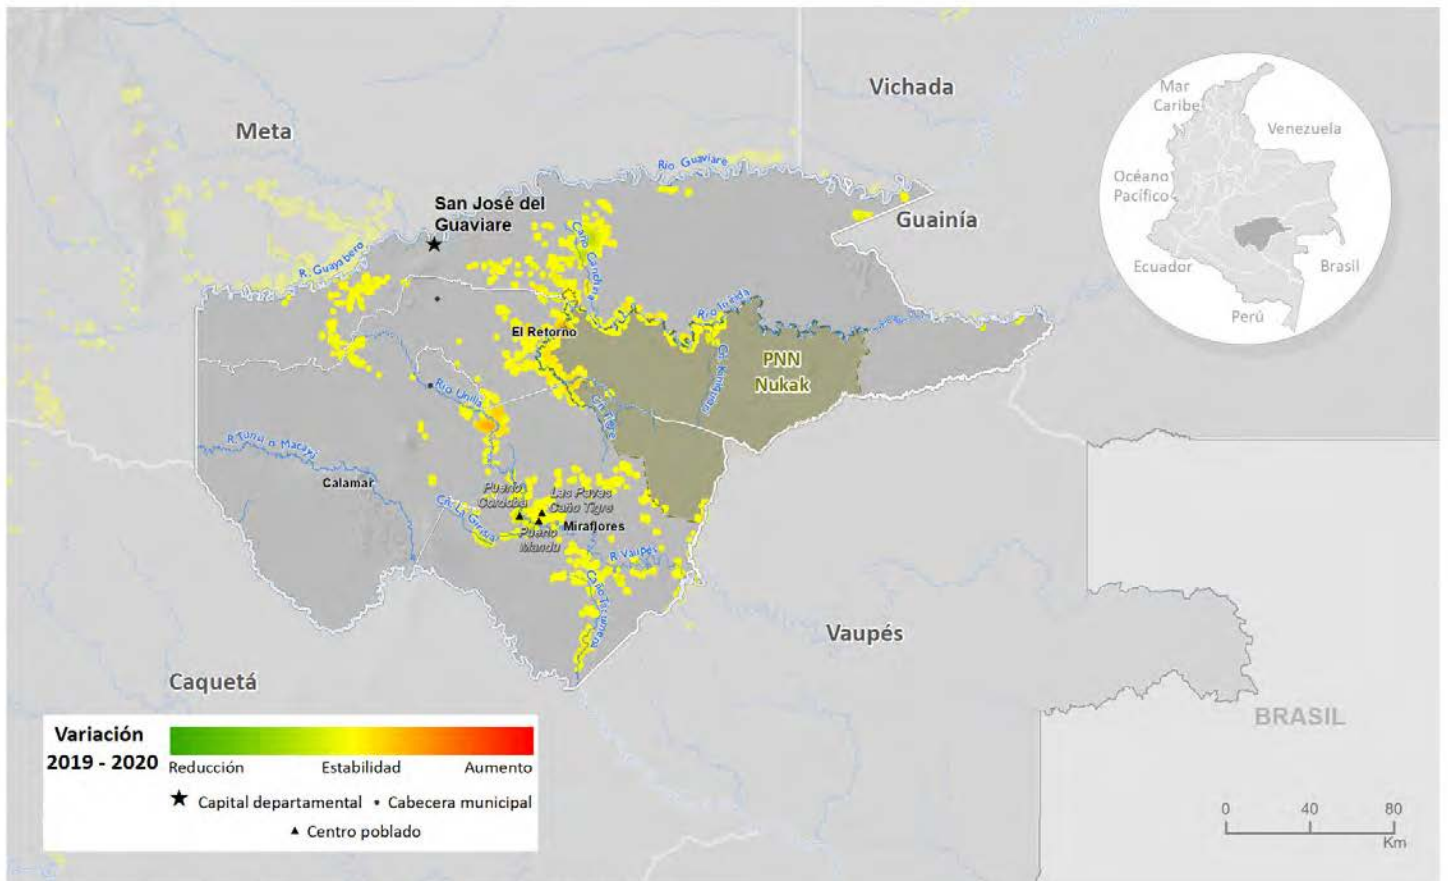 Vichada
Mar
Caribe
Venezuela
Meta
Río Guaviare
Océano
Pacífico
San José del
Guaviare
Guainía
Caño Canchira
R. Guayabero
Ecuador
Brasil
Perú
Río Inírida
El Retorno
PNN
Nukak
Río Unilla
R. Tunia o Macayá
Calamar
Puerto
Las Pavas
Caño Tigre
Miraflores
Puerto
Mandú
R. Vaupés
Vaupés
Caquetá
BRASIL
Variación
2019 - 2020
Reducción
Estabilidad
Aumento
Capital departamental
Cabecera municipal
Centro poblado
0
40
80
Km